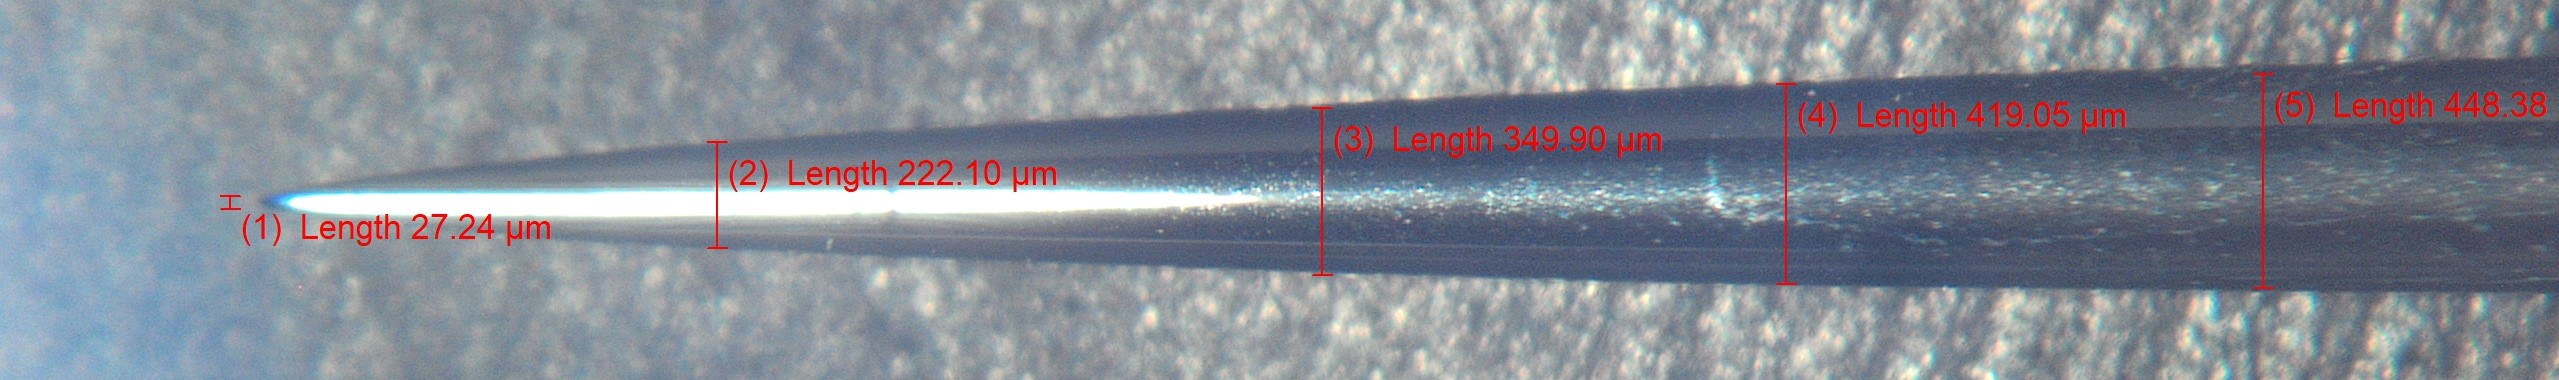 (1) Length 27.24 µm
(2) Length 222.10 µm
(3) Length 349.90 µm
(4) Length 419.05 µm
(5) Length 448.38